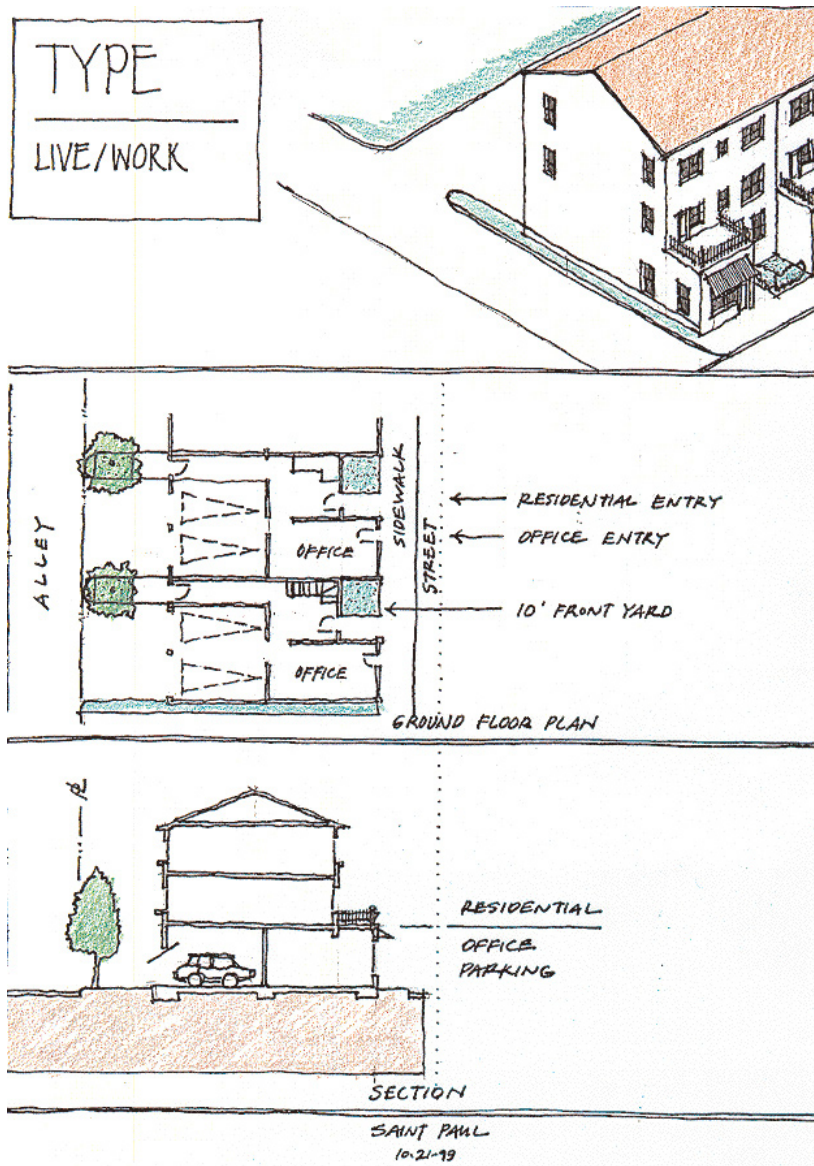 TYPE
LIVE/WORK
ALLEY
SIDEWALK
STREET
OFFICE
OFFICE
RESIDENTIAL ENTRY
OFFICE ENTRY
10' FRONT YARD
GROUND FLOOR PLAN
RESIDENTIAL
OFFICE
PARKING
SECTION
SAINT PAUL
10-21-99